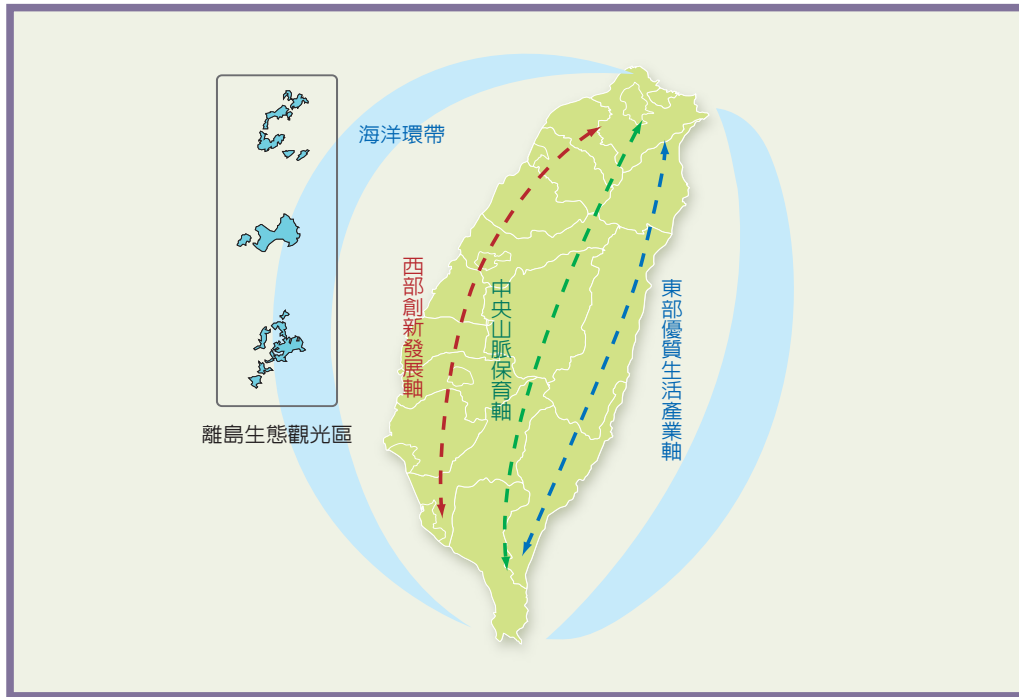 海洋環帶
西部創新發展軸
中央山脈保育軸
東部優質生活產業軸
離島生態觀光區